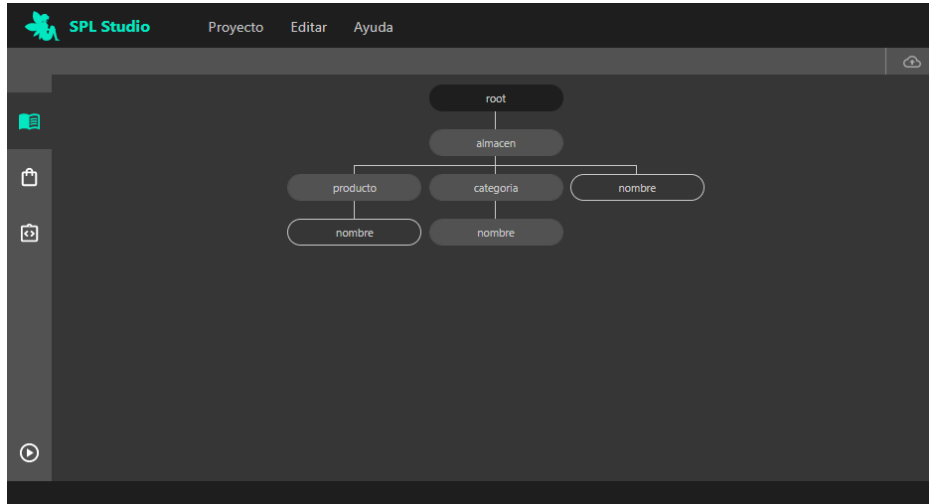 SPL Studio Proyecto Editar Ayuda
root
almacen
producto categoria nombre
nombre nombre